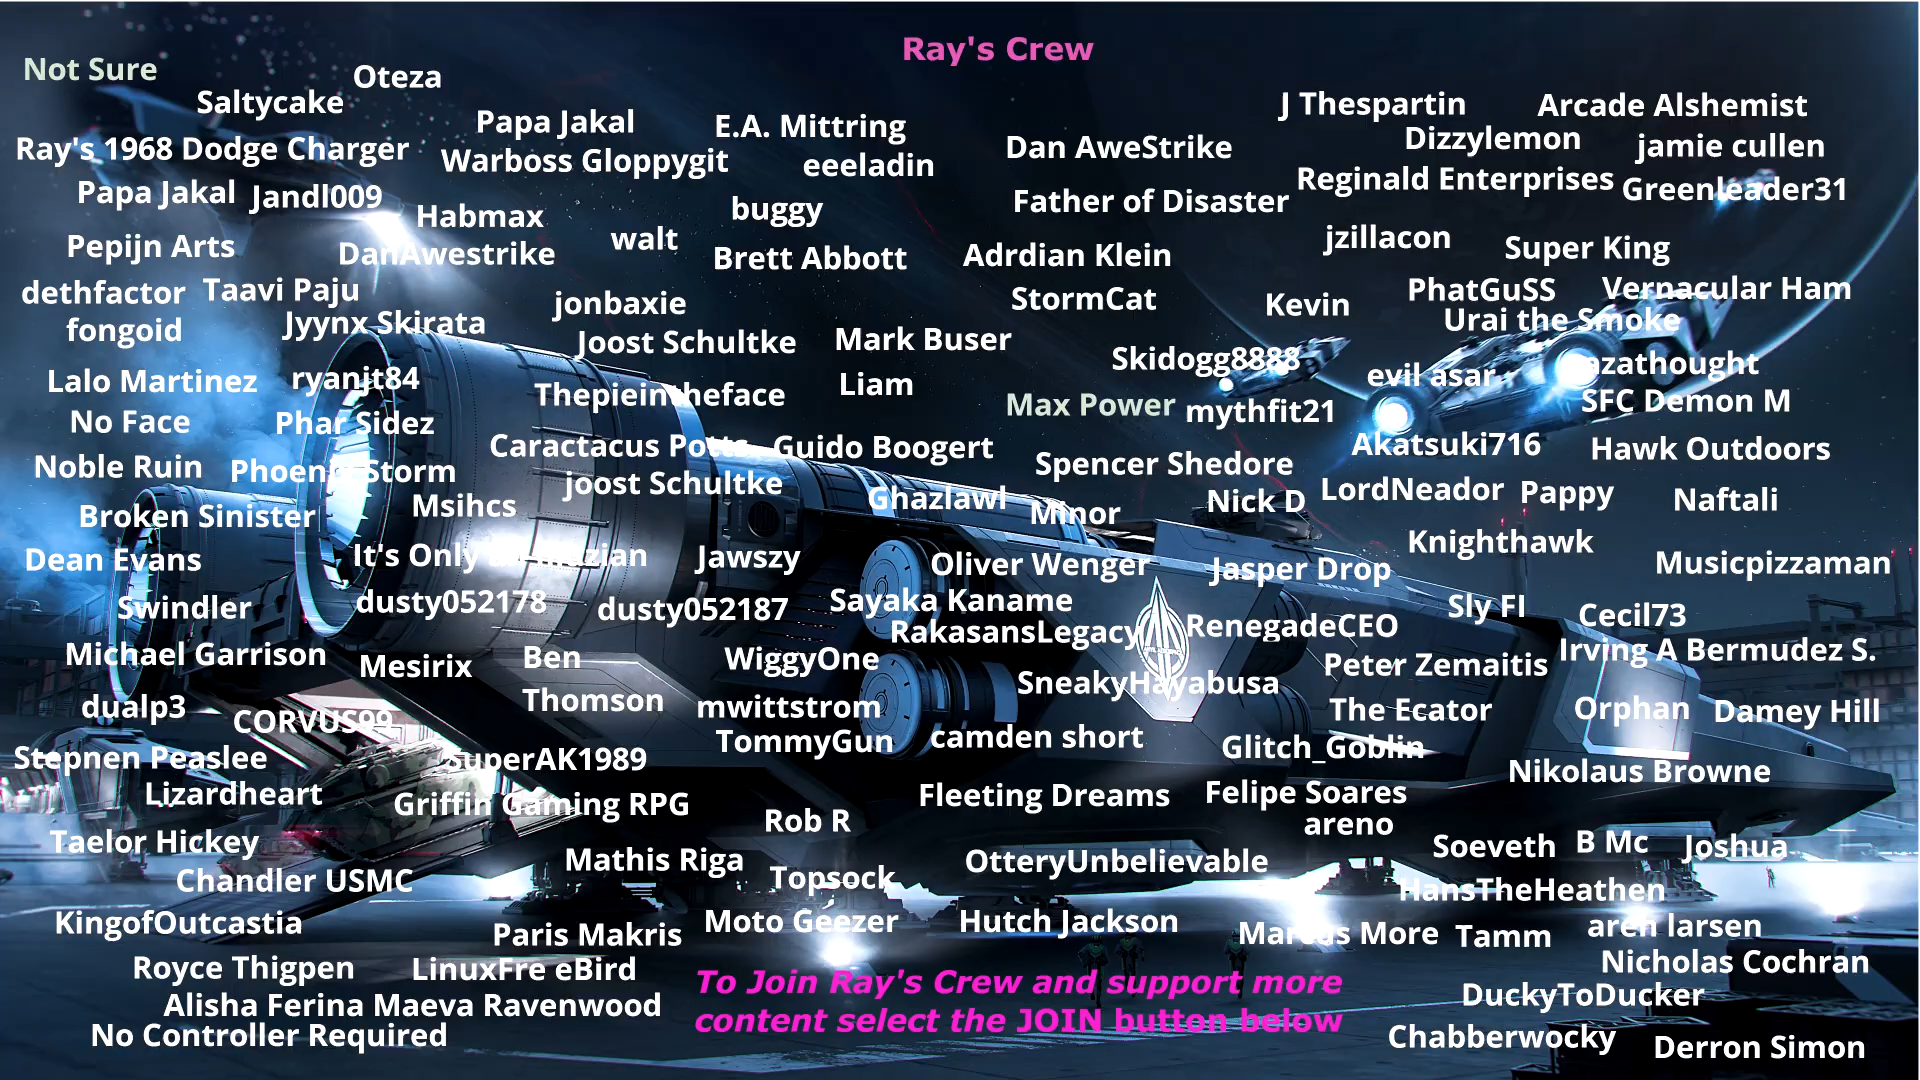 Ray's Crew
Not Sure
Oteza
Saltycake
Ray's 1968 Dodge Charger
Papa Jakal
Jandl009
Pepijn Arts
dethfactor
Taavi Paju
fongoid
Jyynx Skirata
Lalo Martinez
ryanjt84
No Face
Phar Sidez
Noble Ruin
Phoenix Storm
Broken Sinister
Msihcs
Dean Evans
It's Only
Swindler
dusty052178
Michael Garrison
Mesirix
dualp3
CORVUS99
Stepnen Peaslee
Lizardheart
SuperAK1989
Griffin Gaming RPG
Taelor Hickey
Chandler USMC
KingofOutcastia
Royce Thigpen
Alisha Ferina Maeva Ravenwood
No Controller Required
Papa Jakal
Warboss Gloppygit
Habmax
DanAwestrike
E.A. Mittring
eeeladin
buggy
walt
Brett Abbott
jonbaxie
Joost Schultke
Mark Buser
Liam
Thepieintheface
Caractacus Potts
Guido Boogert
joost Schultke
Ghazlawl
Jawszy
dusty052187
Ben
Thomson
WiggyOne
mwittstrom
TommyGun
Sayaka Kaname
RakasansLegacy
Oliver Wenger
Rob R
Mathis Riga
Topsock
Moto Geezer
Paris Makris
LinuxFre eBird
Dan AweStrike
Father of Disaster
Adrdian Klein
StormCat
Skidogg8888
Max Power
mythfit21
Spencer Shedore
Minor
Nick D
Jasper Drop
RenegadeCEO
SneakyHayabusa
camden short
Fleeting Dreams
OtteryUnbelievable
Hutch Jackson
J Thespartin
Arcade Alshemist
Dizzylemon
jamie cullen
Reginald Enterprises
Greenleader31
jzillacon
Super King
Kevin
PhatGuSS
Vernacular Ham
Urai the Smoke
evil asar
azathought
SFC Demon M
Akatsuki716
Hawk Outdoors
LordNeador
Pappy
Naftali
Knighthawk
Musicpizzaman
Sly FI
Cecil73
Irving A Bermudez S.
Peter Zemaitis
The Ecator
Orphan
Damey Hill
Glitch_Goblin
Nikolaus Browne
Felipe Soares
areno
Soeveth
B Mc
Joshua
HansTheHeathen
Marcus More
Tamm
aren larsen
Nicholas Cochran
DuckyToDucker
Chabberwocky
Derron Simon
To Join Ray's Crew and support more
content select the JOIN button below